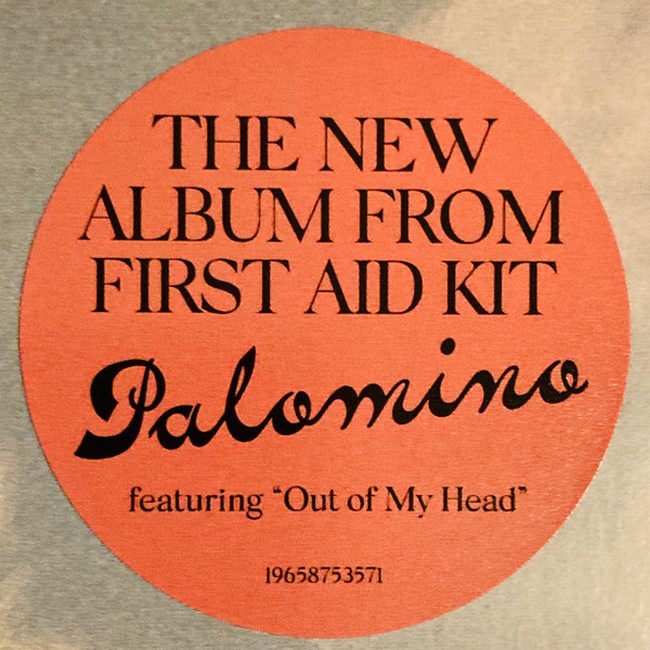 THE NEW
ALBUM FROM
FIRST AID KIT
Palomino
featuring “Out of My Head”
19658753571